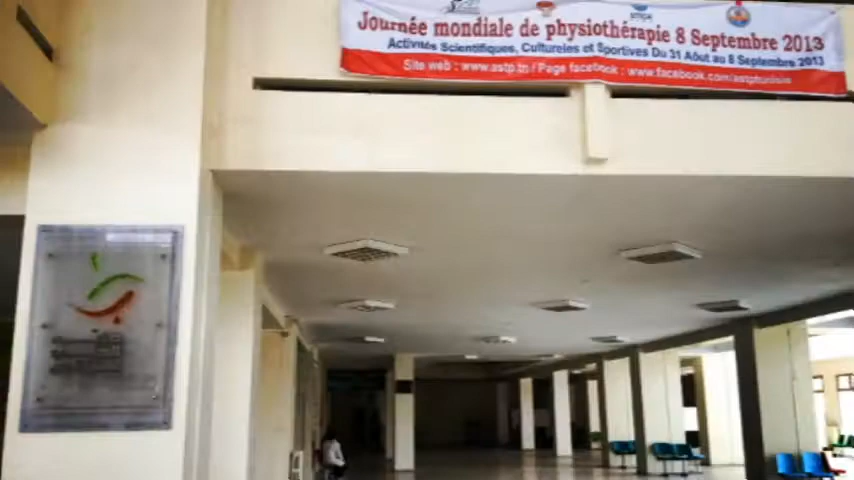 Journée mondiale de physiothérapie 8 Septembre 2013
Activités Scientifiques, Culturelles et Sportives Du 31 Aôut au 8 Septembre 2013
Site web : www.astp.tn / Page facebook : www.facebook.com/astptunisie